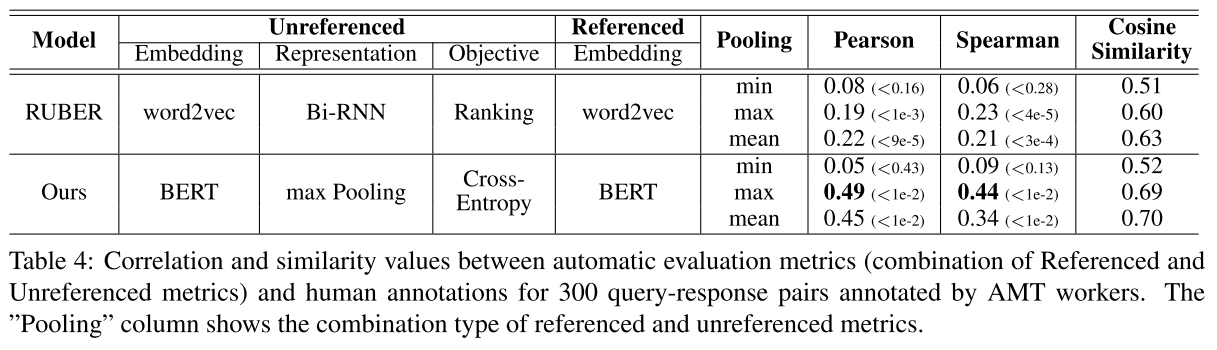 Model Unreferenced Referenced Pooling Pearson Spearman Cosine Similarity
Embedding Representation Objective Embedding
RUBER word2vec Bi-RNN Ranking word2vec min 0.08 (<0.16) 0.06 (<0.28) 0.51
max 0.19 (<1e-3) 0.23 (<4e-5) 0.60
mean 0.22 (<9e-5) 0.21 (<3e-4) 0.63
Ours BERT max Pooling Cross-Entropy BERT min 0.05 (<0.43) 0.09 (<0.13) 0.52
max 0.49 (<1e-2) 0.44 (<1e-2) 0.69
mean 0.45 (<1e-2) 0.34 (<1e-2) 0.70
Table 4: Correlation and similarity values between automatic evaluation metrics (combination of Referenced and
Unreferenced metrics) and human annotations for 300 query-response pairs annotated by AMT workers. The
”Pooling” column shows the combination type of referenced and unreferenced metrics.